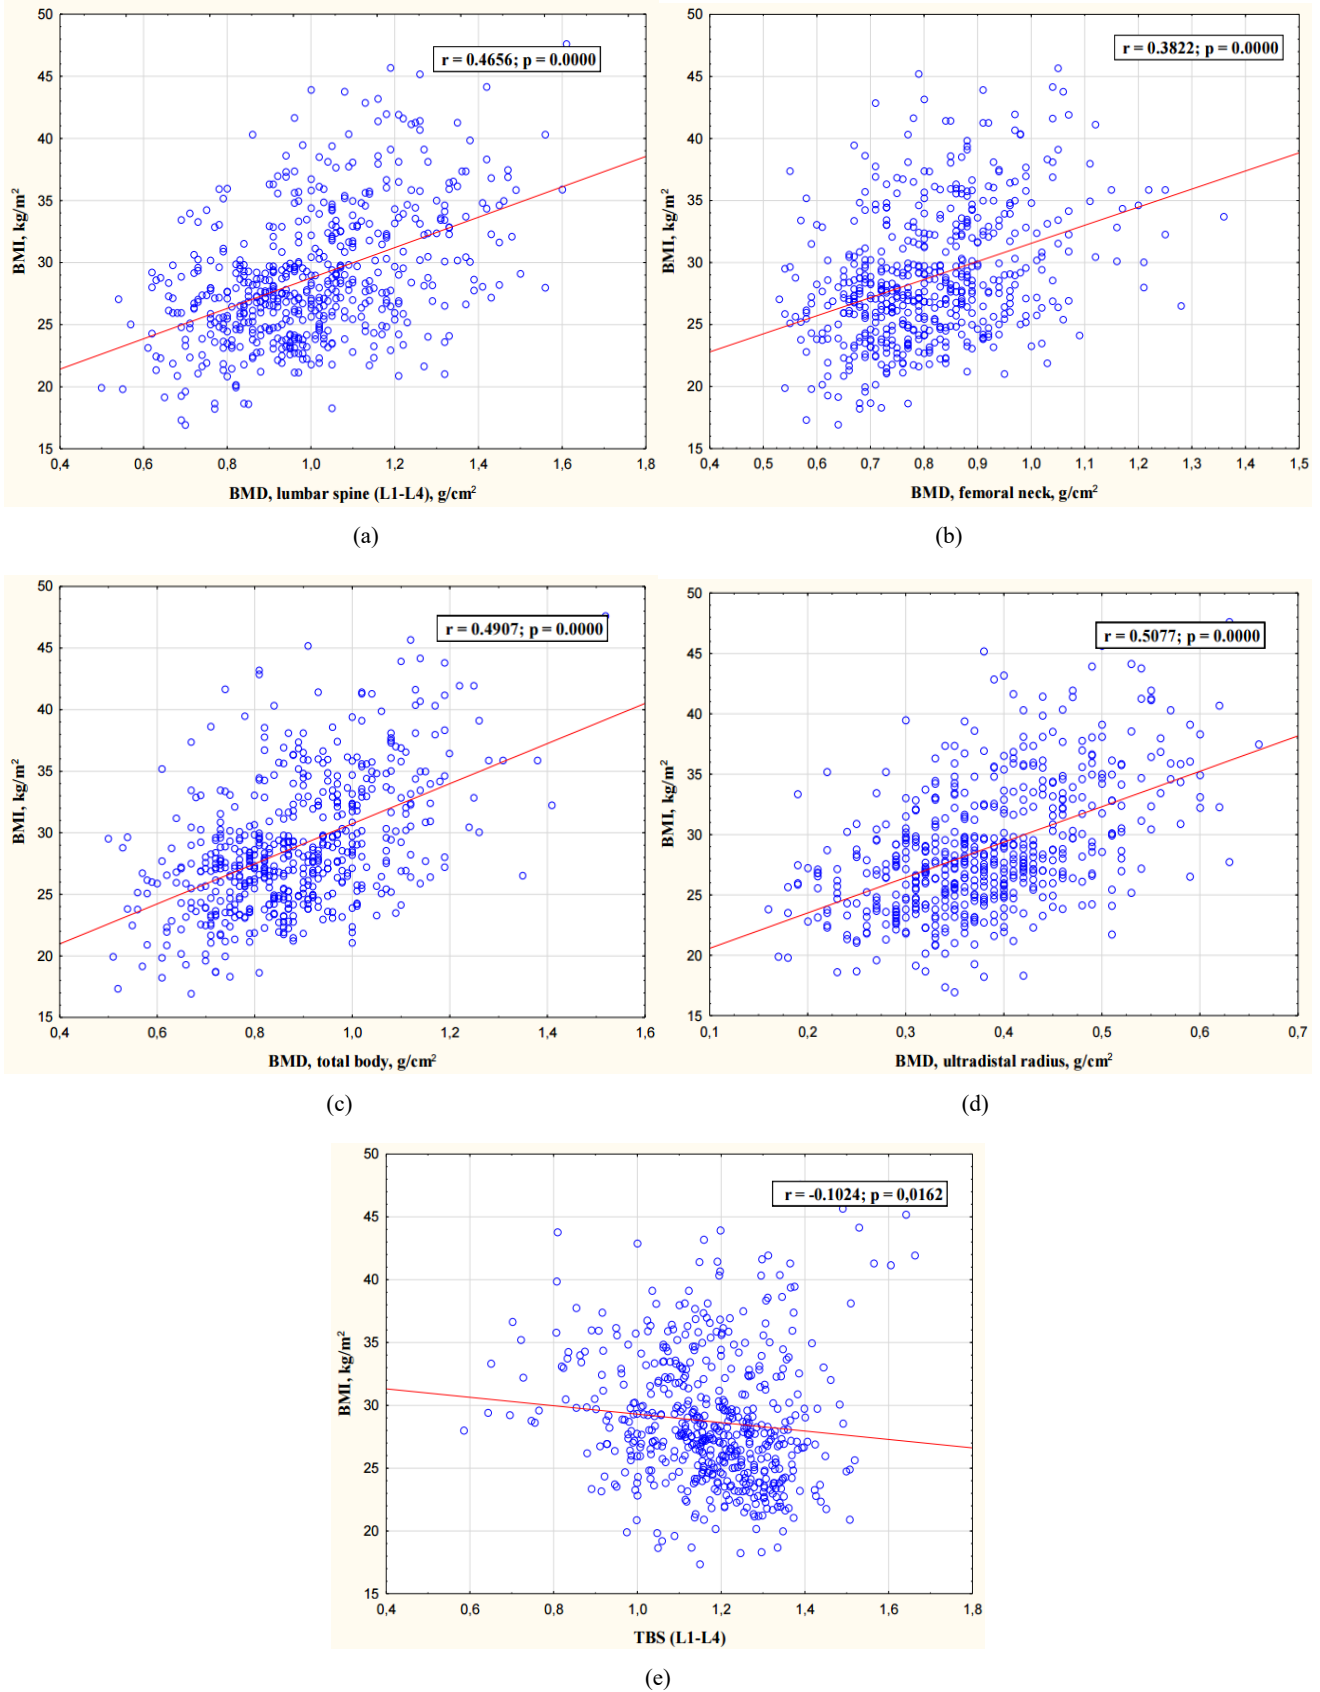 50
45
40
35
30
25
20
15
BMI, kg/m²
r = 0.4656; p = 0.0000
0,4 0,6 0,8 1,0 1,2 1,4 1,6 1,8
BMD, lumbar spine (L1-L4), g/cm²
(a)
50
45
40
35
30
25
20
15
BMI, kg/m²
r = 0.3822; p = 0.0000
0,4 0,5 0,6 0,7 0,8 0,9 1,0 1,1 1,2 1,3 1,4 1,5
BMD, femoral neck, g/cm²
(b)
50
45
40
35
30
25
20
15
BMI, kg/m²
r = 0.4907; p = 0.0000
0,4 0,6 0,8 1,0 1,2 1,4 1,6
BMD, total body, g/cm²
(c)
50
45
40
35
30
25
20
15
BMI, kg/m²
r = 0.5077; p = 0.0000
0,1 0,2 0,3 0,4 0,5 0,6 0,7
BMD, ultradistal radius, g/cm²
(d)
50
45
40
35
30
25
20
15
BMI, kg/m²
r = -0.1024; p = 0,0162
0,4 0,6 0,8 1,0 1,2 1,4 1,6 1,8
TBS (L1-L4)
(e)